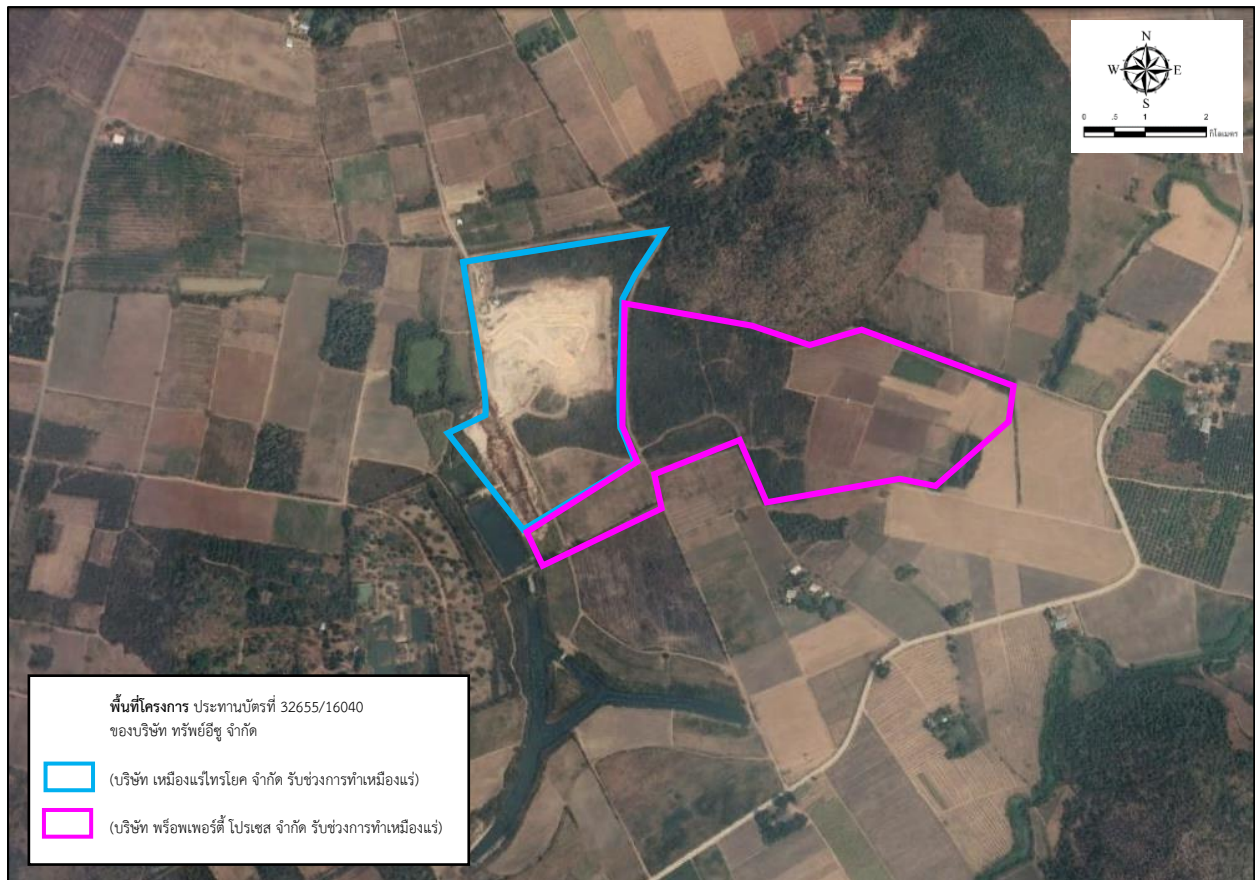 N
W E
S
0 .5 1 2
กิโลเมตร
พื้นที่โครงการ ประทานบัตรที่ 32655/16040
ของบริษัท ทรัพย์อีซู จำกัด
(บริษัท เหมืองแร่ไทรโยค จำกัด รับช่วงการทำเหมืองแร่)
(บริษัท พร็อพเพอร์ตี้ โปรเซส จำกัด รับช่วงการทำเหมืองแร่)